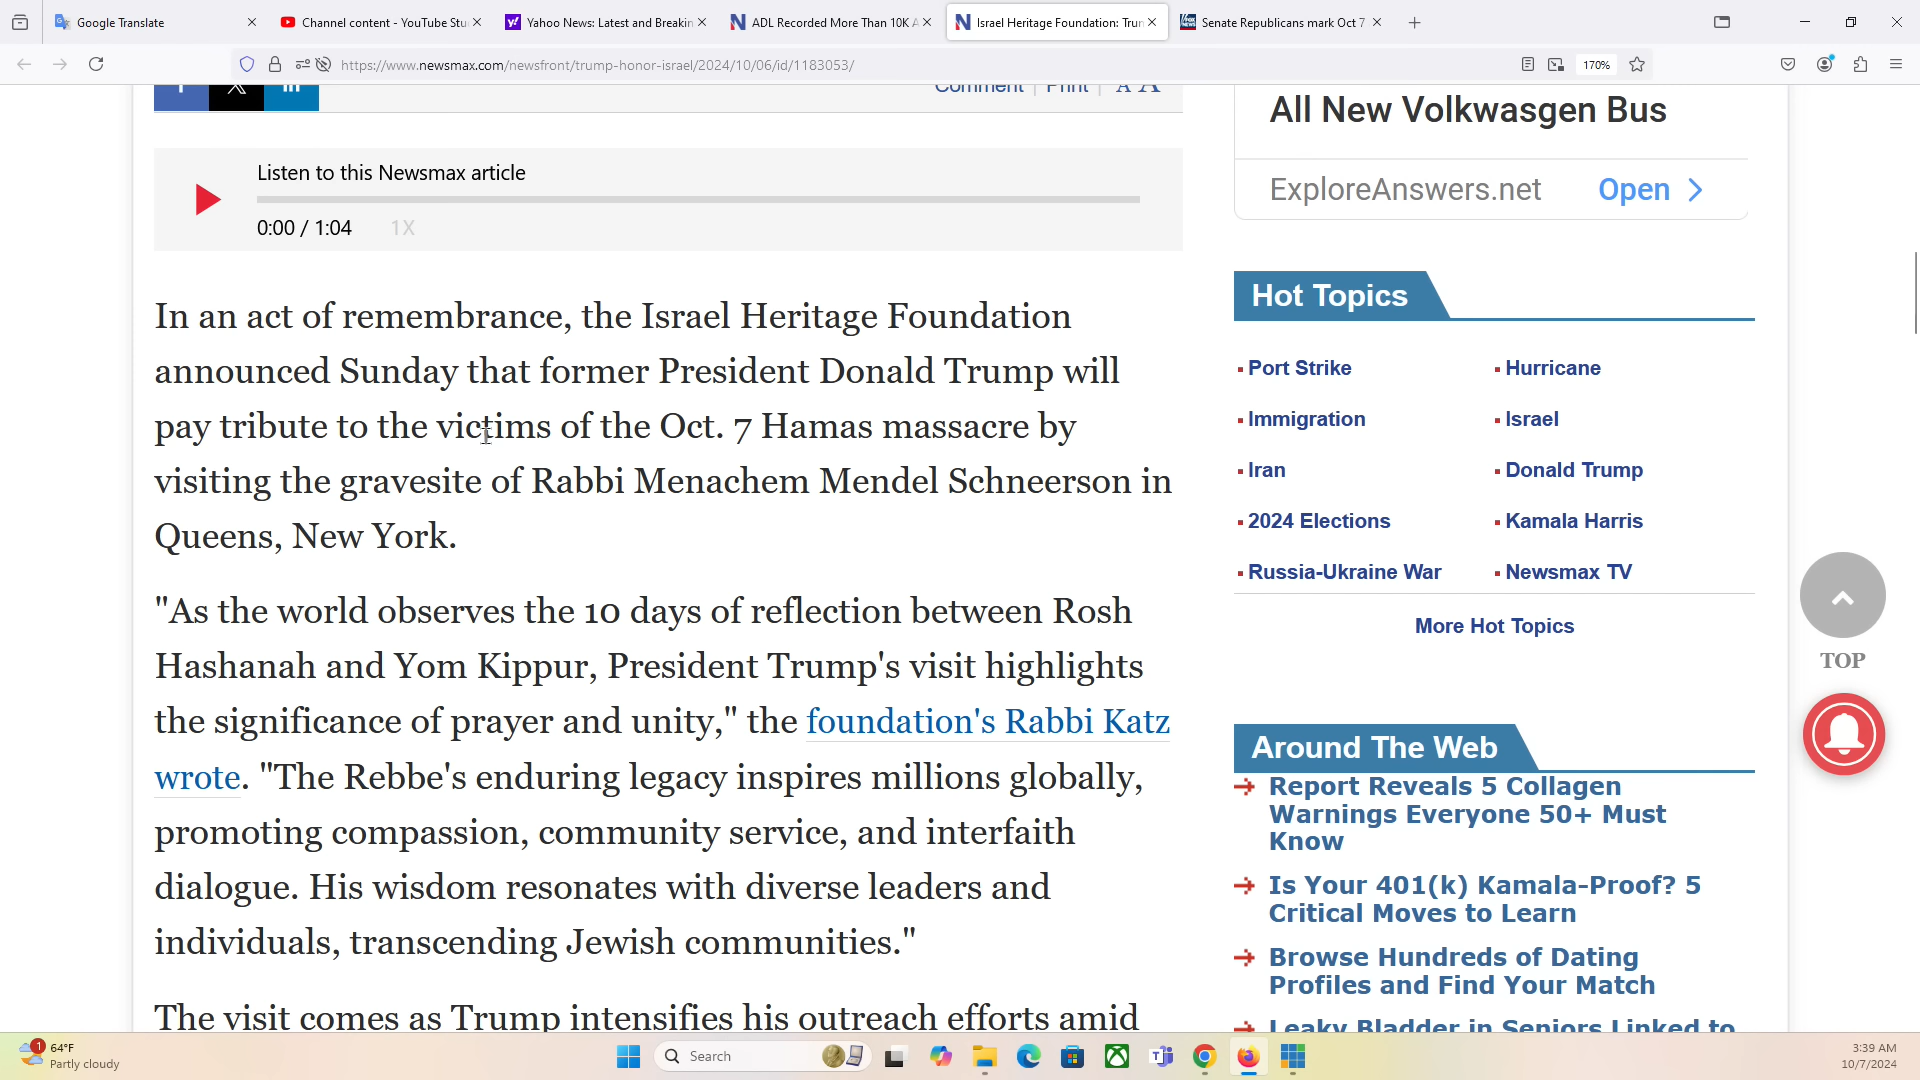 Google Translate
Channel content - YouTube Stu
Yahoo News: Latest and Breakin
ADL Recorded More Than 10K A
Israel Heritage Foundation: Trun
Senate Republicans mark Oct 7
https://www.newsmax.com/newsfront/trump-honor-israel/2024/10/06/id/1183053/
170%
Comment | Print | A A
Listen to this Newsmax article
0:00 / 1:04 1X
In an act of remembrance, the Israel Heritage Foundation
announced Sunday that former President Donald Trump will
pay tribute to the victims of the Oct. 7 Hamas massacre by
visiting the gravesite of Rabbi Menachem Mendel Schneerson in
Queens, New York.
"As the world observes the 10 days of reflection between Rosh
Hashanah and Yom Kippur, President Trump's visit highlights
the significance of prayer and unity," the foundation's Rabbi Katz
wrote. "The Rebbe's enduring legacy inspires millions globally,
promoting compassion, community service, and interfaith
dialogue. His wisdom resonates with diverse leaders and
individuals, transcending Jewish communities."
The visit comes as Trump intensifies his outreach efforts amid
All New Volkwasgen Bus
ExploreAnswers.net Open
Hot Topics
Port Strike
Hurricane
Immigration
Israel
Iran
Donald Trump
2024 Elections
Kamala Harris
Russia-Ukraine War
Newsmax TV
More Hot Topics
Around The Web
Report Reveals 5 Collagen
Warnings Everyone 50+ Must
Know
Is Your 401(k) Kamala-Proof? 5
Critical Moves to Learn
Browse Hundreds of Dating
Profiles and Find Your Match
Leaky Bladder in Seniors Linked to
TOP
1
64°F
Partly cloudy
Search
3:39 AM
10/7/2024